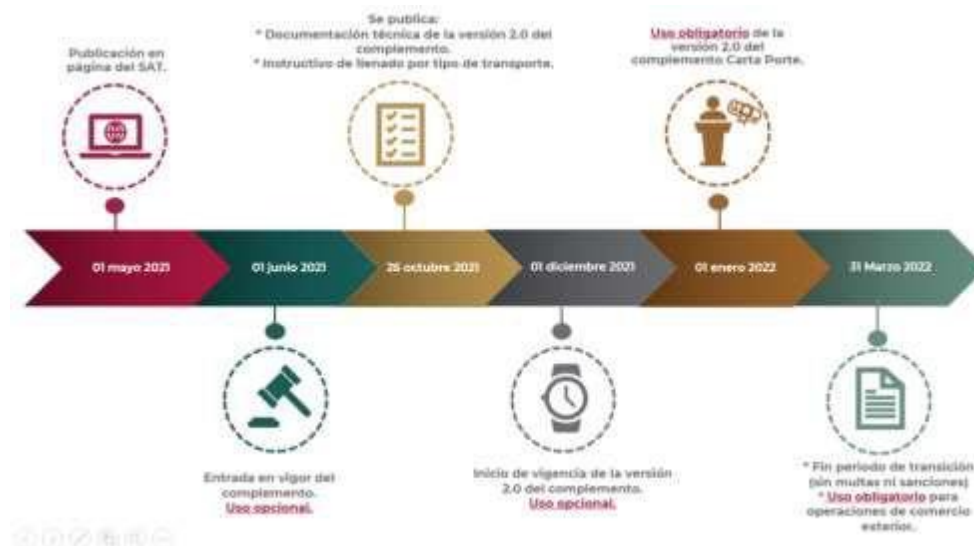 Publicación en
página del SAT.
Se publica:
* Documentación técnica de la versión 2.0 del
complemento.
* Instructivo de llenado por tipo de transporte.
Uso obligatorio de la
versión 2.0 del
complemento Carta Porte.
01 mayo 2021
01 junio 2021
26 octubre 2021
01 diciembre 2021
01 enero 2022
31 Marzo 2022
Entrada en vigor del
complemento.
Uso opcional.
Inicio de vigencia de la versión
2.0 del complemento.
Uso opcional.
* Fin periodo de transición
(sin multas ni sanciones)
* Uso obligatorio para
operaciones de comercio
exterior.